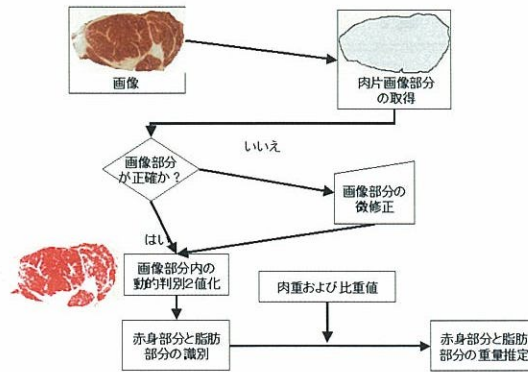 画像
肉片画像部分
の取得
いいえ
画像部分
が正確か？
画像部分の
微修正
はい
画像部分内の
動的判別2値化
肉重および比重値
赤身部分と脂肪
部分の識別
赤身部分と脂肪
部分の重量推定